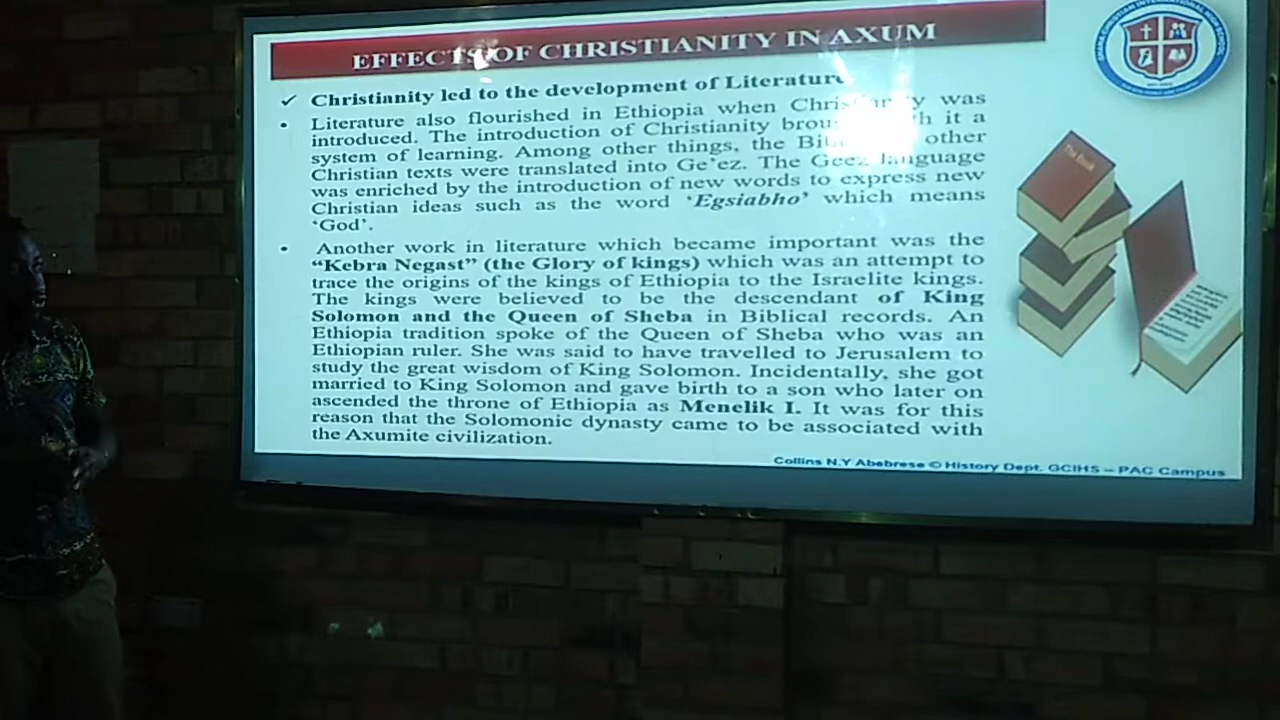 EFFECTS OF CHRISTIANITY IN AXUM
✓ Christianity led to the development of Literature
• Literature also flourished in Ethiopia when was
introduced. The introduction of Christianity it a
system of learning. Among other things, the other
Christian texts were translated into Ge’ez. The Geez language
was enriched by the introduction of new words to express new
Christian ideas such as the word ‘Egsiabho’ which means
‘God’.
• Another work in literature which became important was the
“Kebra Negast” (the Glory of kings) which was an attempt to
trace the origins of the kings of Ethiopia to the Israelite kings.
The kings were believed to be the descendant of King
Solomon and the Queen of Sheba in Biblical records. An
Ethiopia tradition spoke of the Queen of Sheba who was an
Ethiopian ruler. She was said to have travelled to Jerusalem to
study the great wisdom of King Solomon. Incidentally, she got
married to King Solomon and gave birth to a son who later on
ascended the throne of Ethiopia as Menelik I. It was for this
reason that the Solomonic dynasty came to be associated with
the Axumite civilization.
The Book
Collins N.Y Abebrese © History Dept. GCIHS – PAC Campus